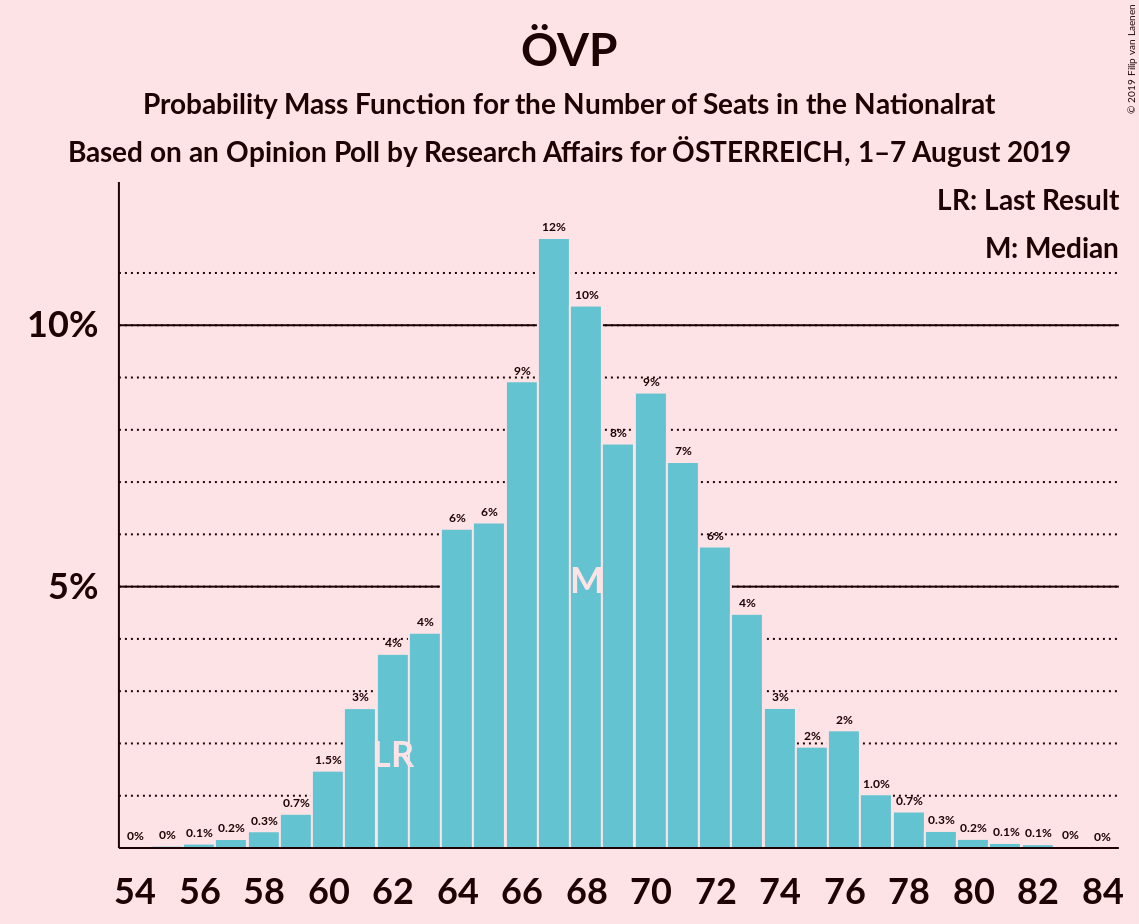 ÖVP
Probability Mass Function for the Number of Seats in the Nationalrat
Based on an Opinion Poll by Research Affairs for ÖSTERREICH, 1–7 August 2019
© 2019 Filip van Laenen
LR: Last Result
M: Median
10%
5%
0% 0% 0.1% 0.2% 0.3% 0.7% 1.5% 3% 4% 4% 6% 6% 9% 12% 10% 8% 9% 7% 6% 4% 3% 2% 2% 1.0% 0.7% 0.3% 0.2% 0.1% 0.1% 0% 0%
M
LR
54 56 58 60 62 64 66 68 70 72 74 76 78 80 82 84